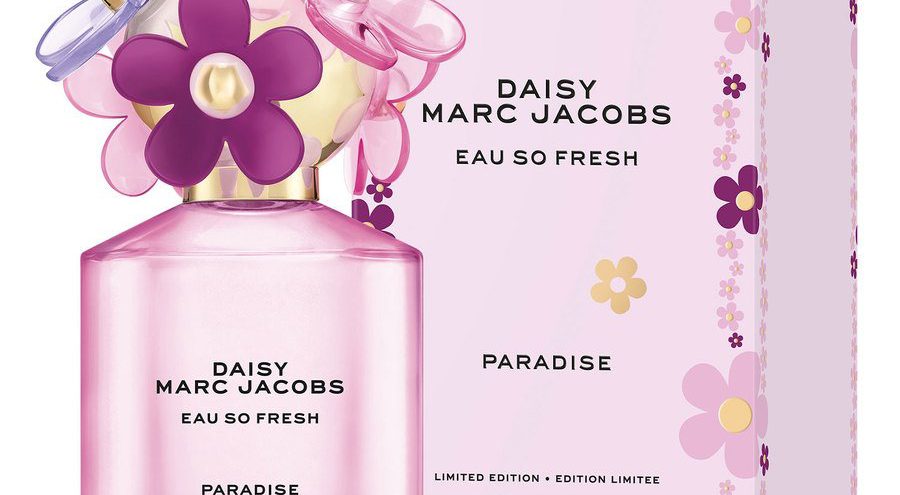 DAISY
MARC JACOBS
EAU SO FRESH
PARADISE
LIMITED EDITION • EDITION LIMITEE
DAISY
MARC JACOBS
EAU SO FRESH
PARADISE